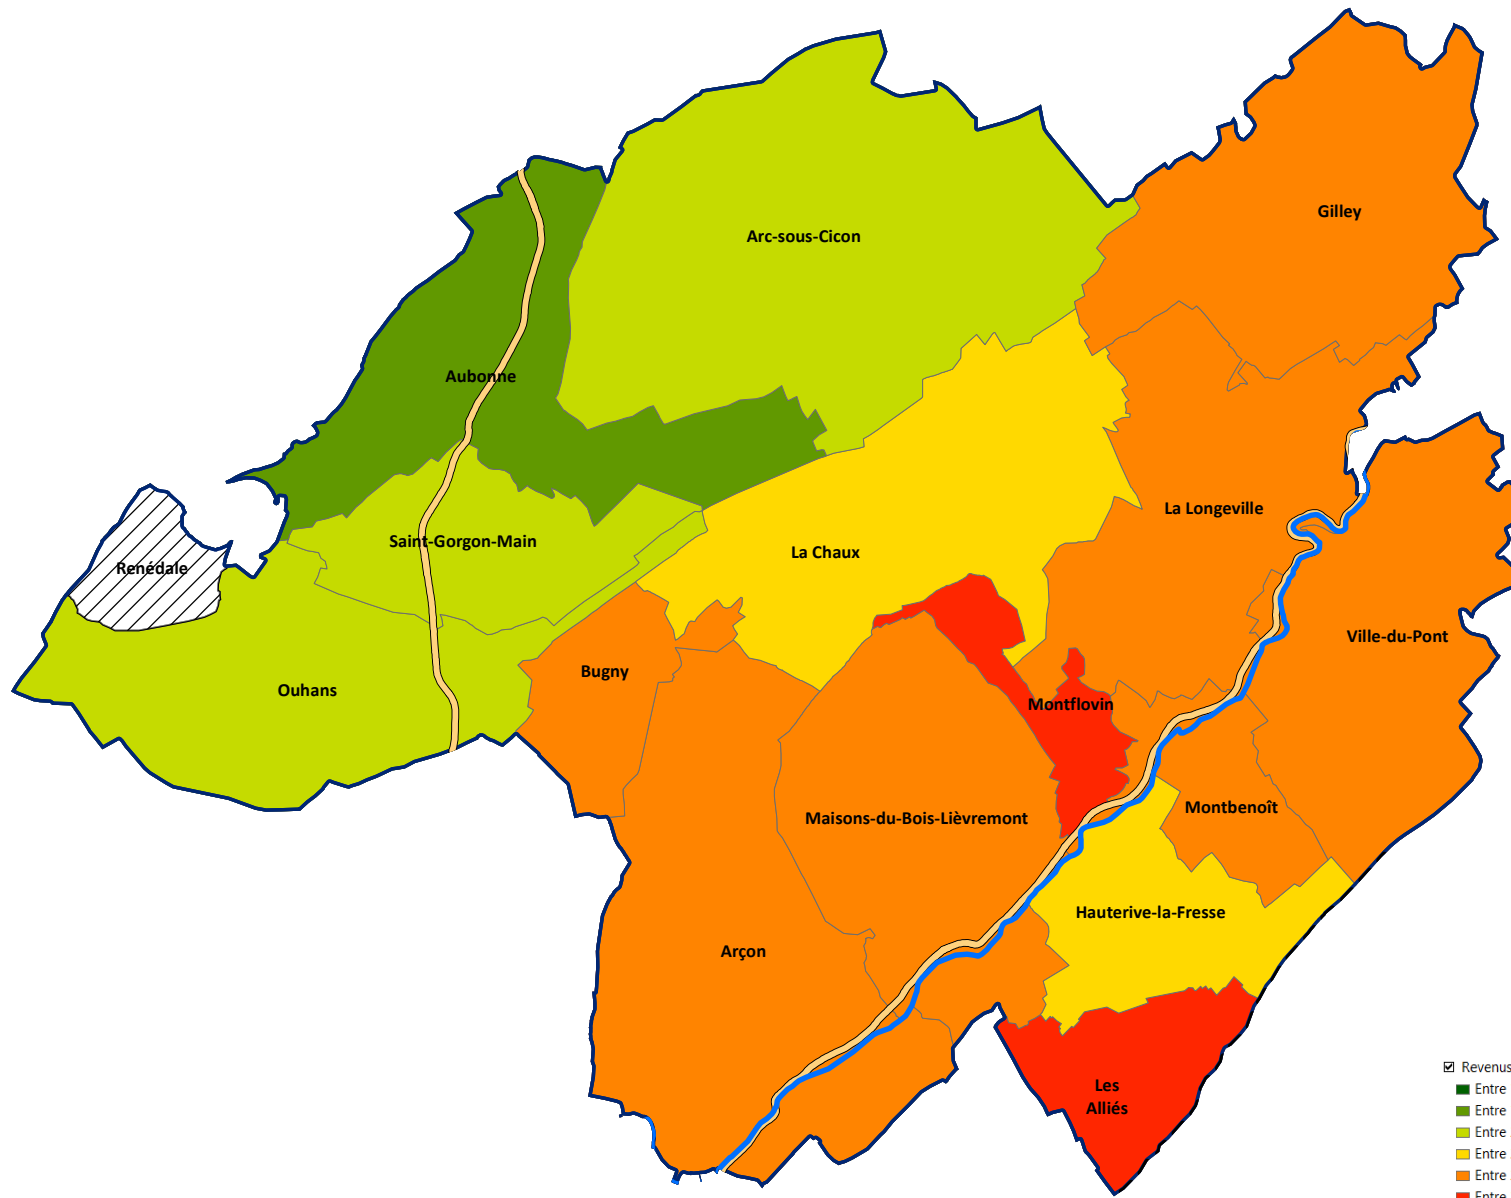 Gilley
Arc-sous-Cicon
Aubonne
La Longeville
Saint-Gorgon-Main
La Chaux
Renédale
Ville-du-Pont
Bugny
Ouhans
Montflovin
Montbenoît
Maisons-du-Bois-Lièvremont
Hauterive-la-Fresse
Arçon
Les
Alliés
Revenus
Entre
Entre
Entre
Entre
Entre
Entre